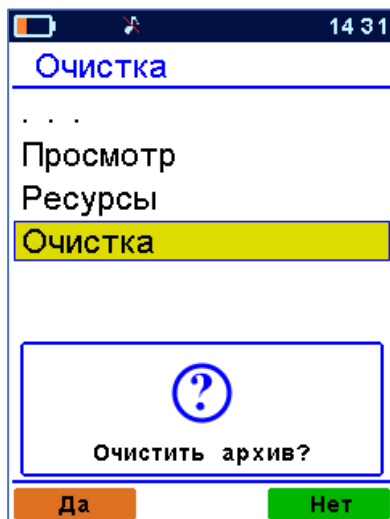 14 31
Очистка
. . .
Просмотр
Ресурсы
Очистка
?
Очистить архив?
Да Нет